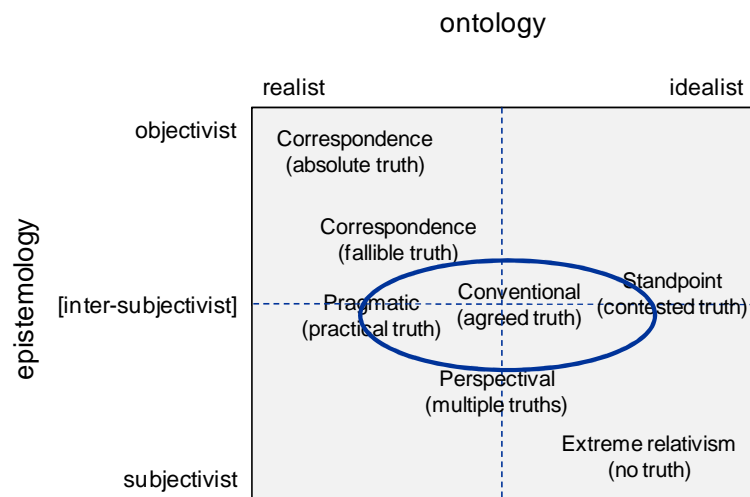 ontology
realist
idealist
objectivist
Correspondence
(absolute truth)
epistemology
Correspondence
(fallible truth)
[inter-subjectivist]
Pragmatic
(practical truth)
Conventional
(agreed truth)
Standpoint
(contested truth)
Perspectival
(multiple truths)
Extreme relativism
(no truth)
subjectivist